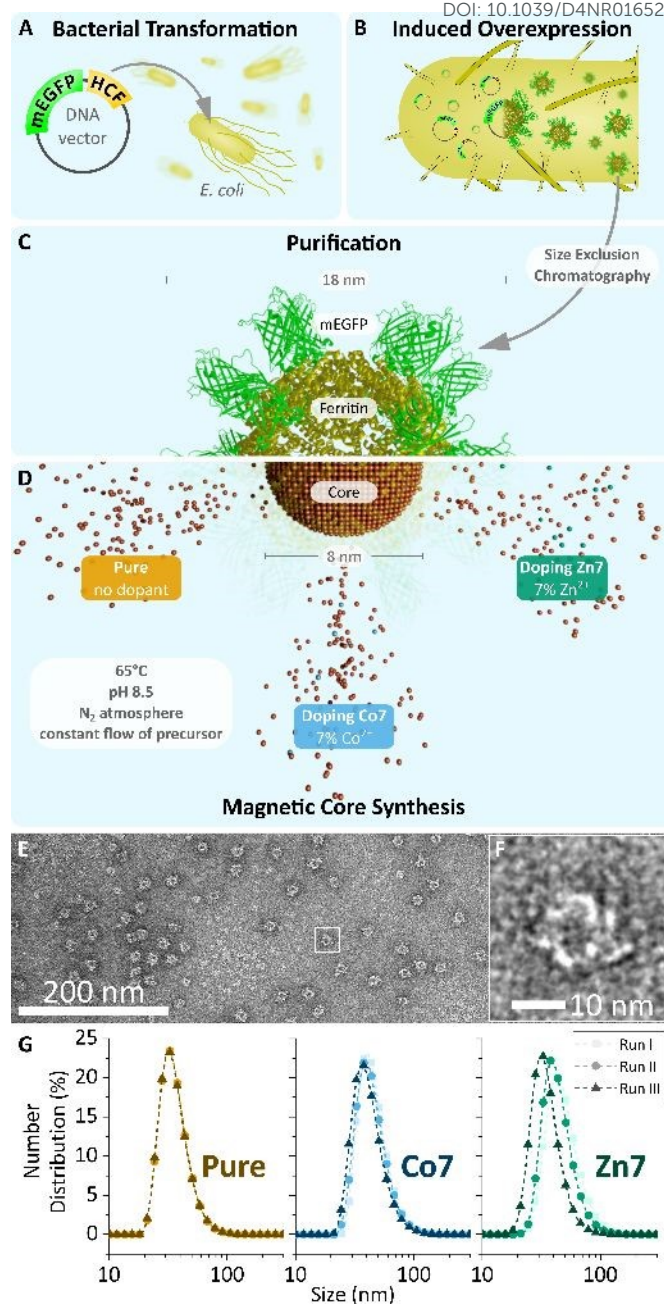 DOI: 10.1039/D4NR01652
A Bacterial Transformation
mEGFP
HCF
DNA
vector
E. coli
B Induced Overexpression
C Purification
Size Exclusion
Chromatography
18 nm
mEGFP
Ferritin
D
Core
8 nm
Pure
no dopant
Doping Zn7
7% Zn²⁺
65°C
pH 8.5
N₂ atmosphere
constant flow of precursor
Doping Co7
7% Co²⁺
Magnetic Core Synthesis
E
200 nm
F
10 nm
G
Number
Distribution (%)
25
20
15
10
5
0
Pure
Co7
Zn7
Run I
Run II
Run III
10 100 10 100 10 100
Size (nm)